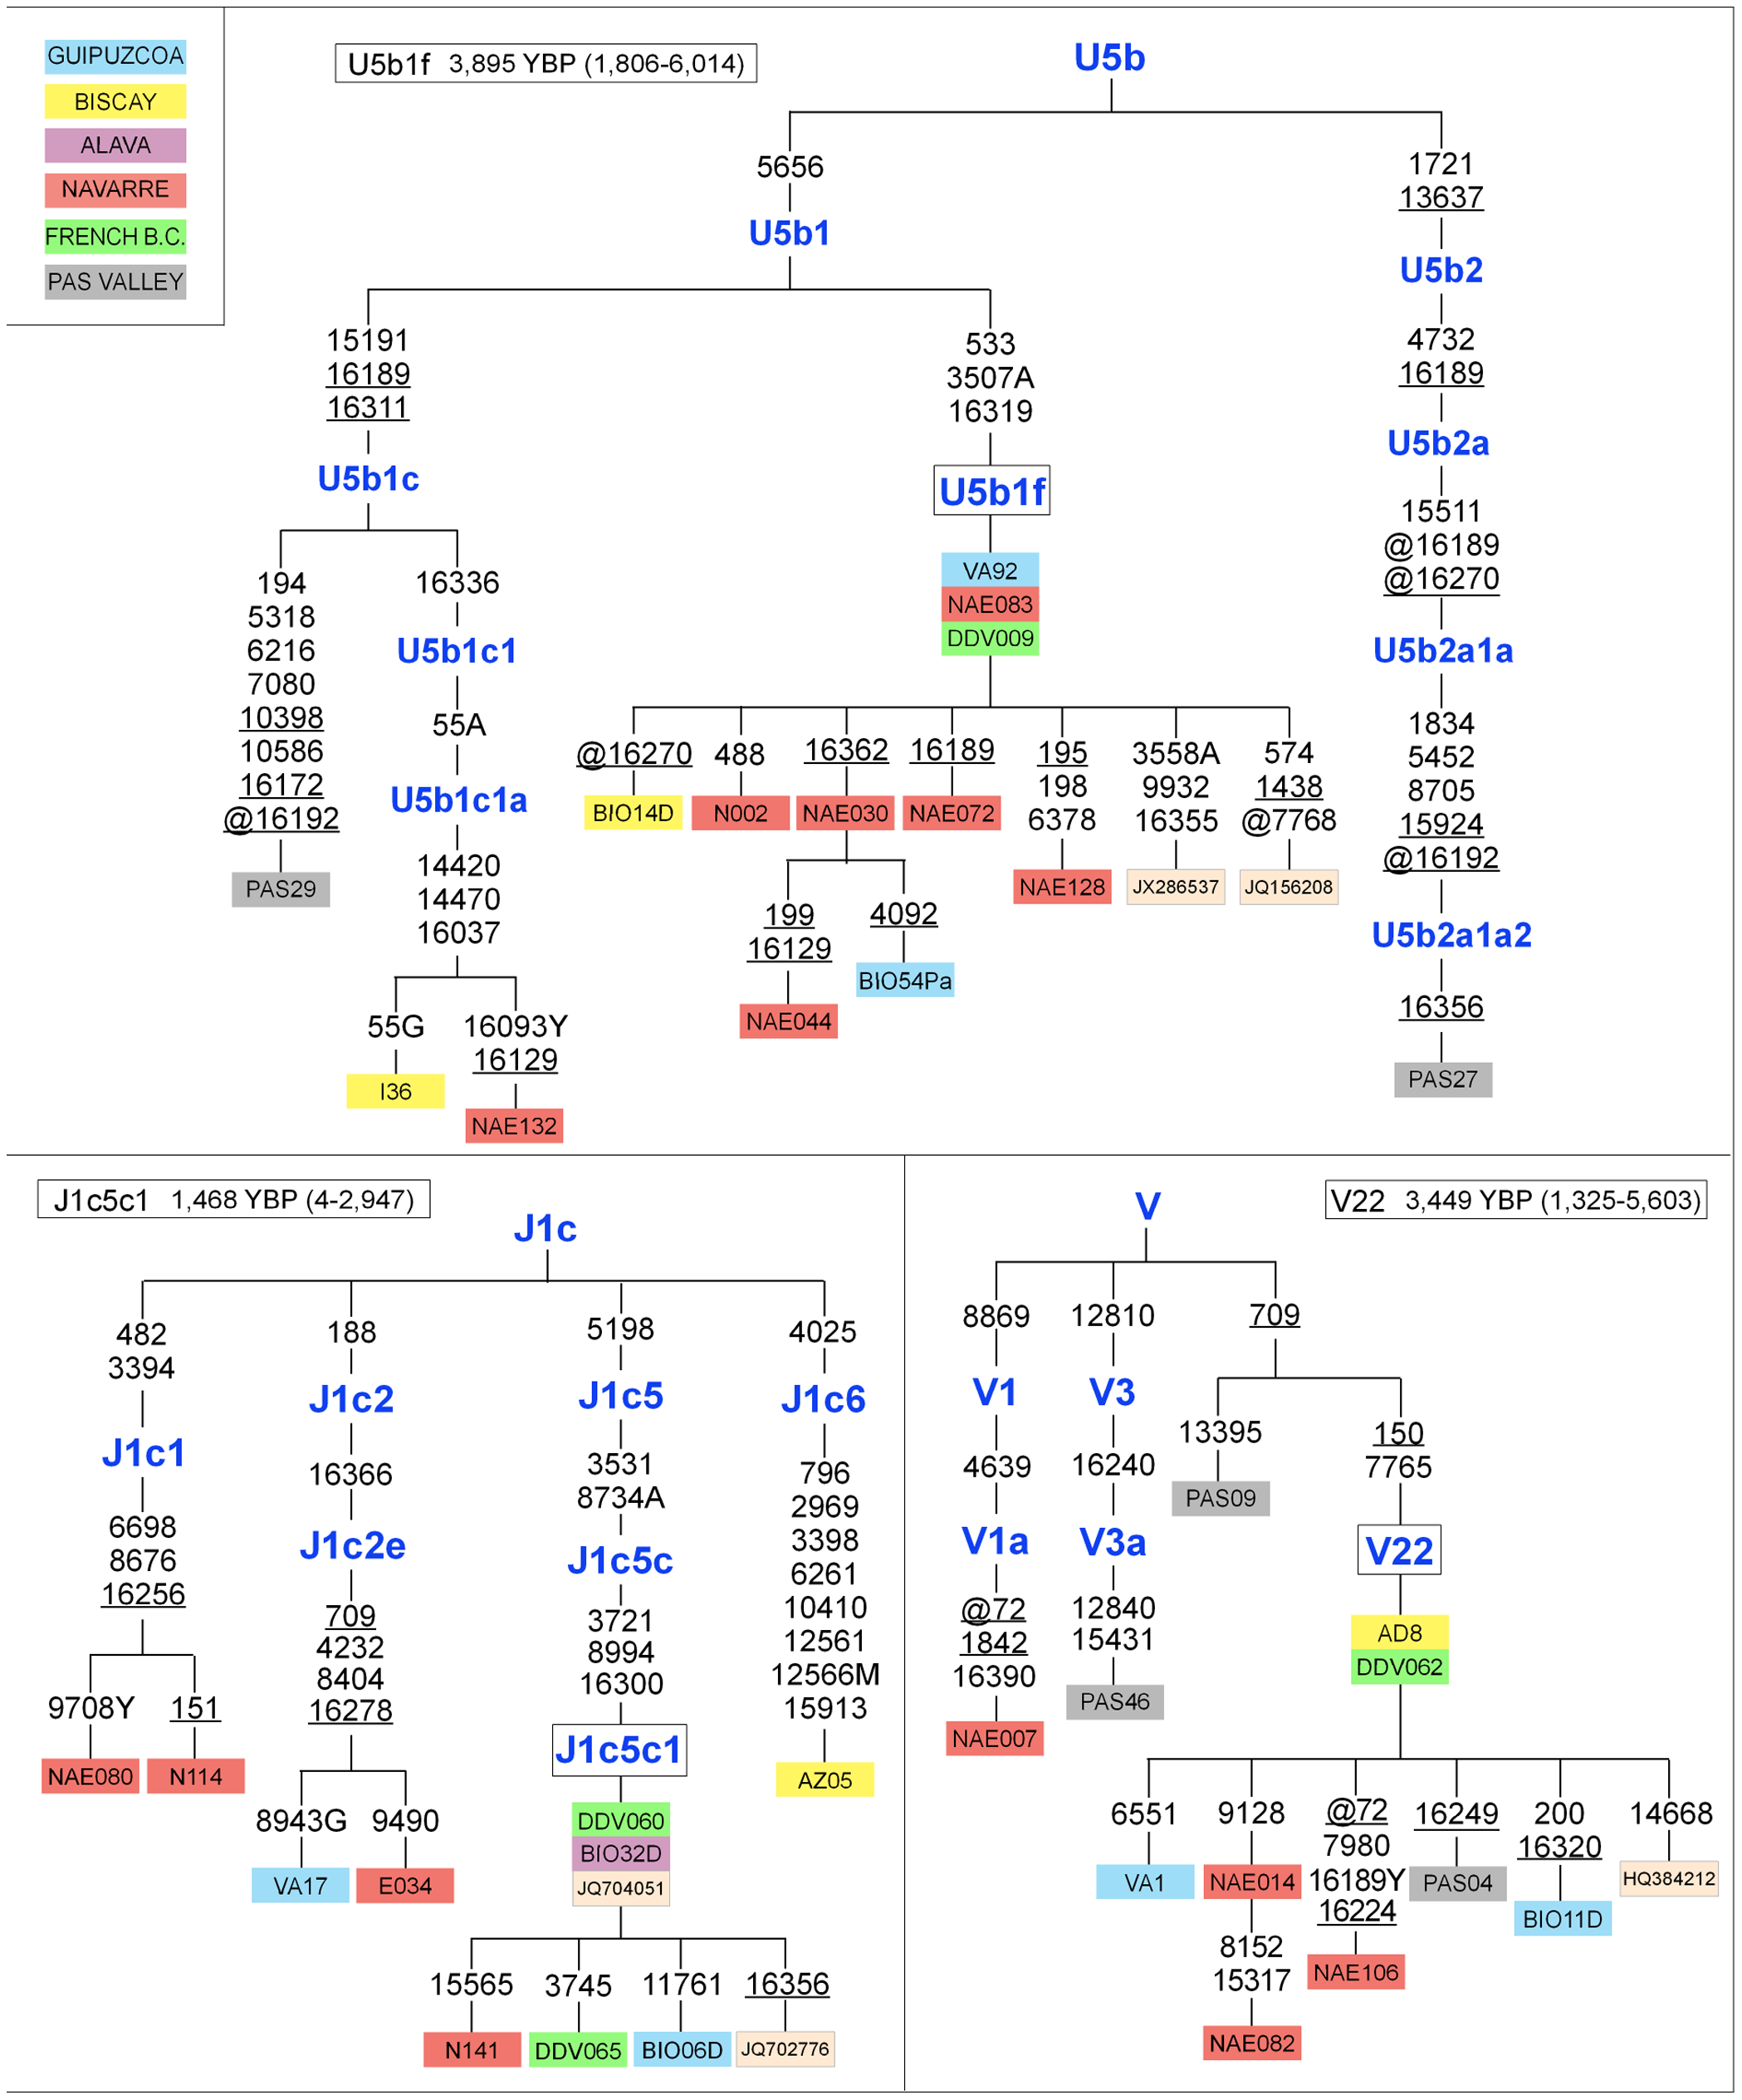 GUIPUZCOA
BISCAY
ALAVA
NAVARRE
FRENCH B.C.
PAS VALLEY
U5b1f 3,895 YBP (1,806-6,014)
U5b
5656
U5b1
1721
13637
U5b2
4732
16189
U5b2a
15511
@16189
@16270
U5b2a1a
1834
5452
8705
15924
@16192
U5b2a1a2
16356
PAS27
15191
16189
16311
U5b1c
194
5318
6216
7080
10398
10586
16172
@16192
PAS29
16336
U5b1c1
55A
U5b1c1a
14420
14470
16037
55G
I36
16093Y
16129
NAE132
533
3507A
16319
U5b1f
VA92
NAE083
DDV009
@16270
BIO14D
488
N002
16362
NAE030
199
16129
NAE044
4092
BIO54Pa
16189
NAE072
195
198
6378
NAE128
3558A
9932
16355
JX286537
574
1438
@7768
JQ156208
J1c5c1 1,468 YBP (4-2,947)
J1c
482
3394
J1c1
6698
8676
16256
9708Y
NAE080
151
N114
188
J1c2
16366
J1c2e
709
4232
8404
16278
8943G
VA17
9490
E034
5198
J1c5
3531
8734A
J1c5c
3721
8994
16300
J1c5c1
DDV060
BIO32D
JQ704051
15565
N141
3745
DDV065
11761
BIO06D
16356
JQ702776
4025
J1c6
796
2969
3398
6261
10410
12561
12566M
15913
AZ05
V22 3,449 YBP (1,325-5,603)
V
8869
V1
4639
V1a
@72
1842
16390
NAE007
12810
V3
16240
V3a
12840
15431
PAS46
709
13395
PAS09
150
7765
V22
AD8
DDV062
6551
VA1
9128
NAE014
8152
15317
NAE082
@72
7980
16189Y
16224
NAE106
16249
PAS04
200
16320
BIO11D
14668
HQ384212